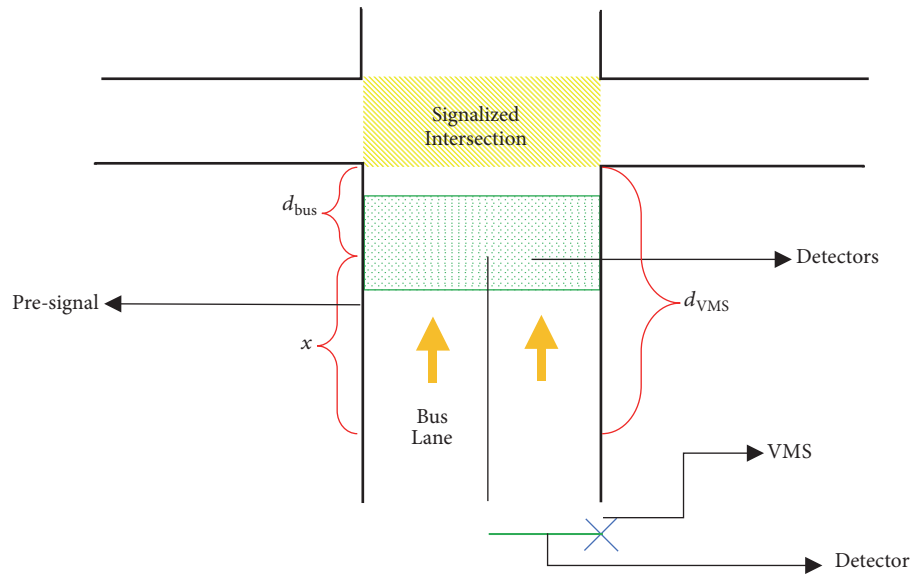 Signalized
Intersection
d_bus
Detectors
Pre-signal
d_VMS
x
Bus
Lane
VMS
Detector